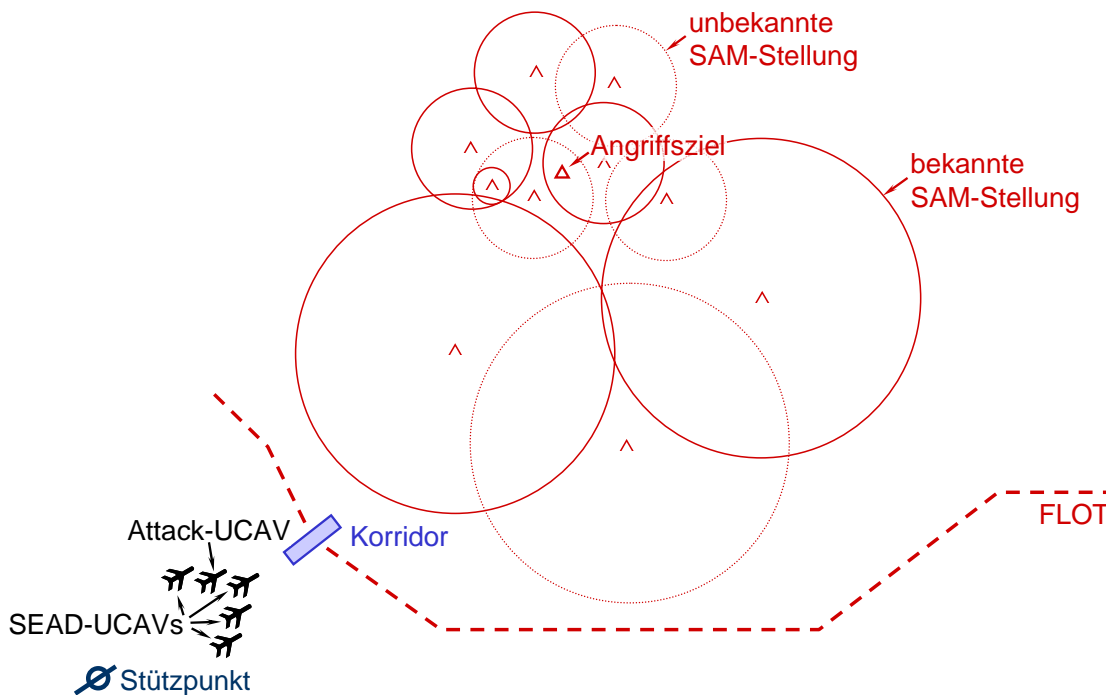 unbekannte
SAM-Stellung
Angriffsziel
bekannte
SAM-Stellung
FLOT
Attack-UCAV
Korridor
SEAD-UCAVs
Stützpunkt